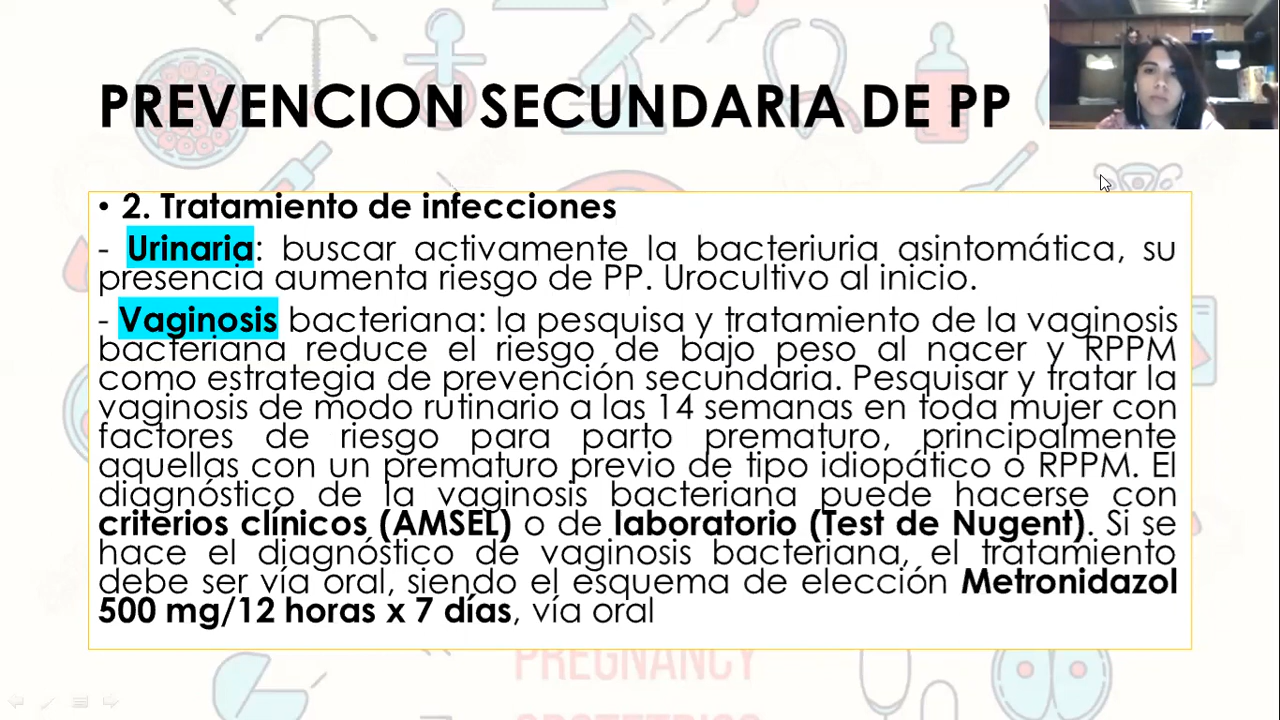 PREVENCION SECUNDARIA DE PP
• 2. Tratamiento de infecciones
- Urinaria: buscar activamente la bacteriuria asintomática, su
presencia aumenta riesgo de PP. Urocultivo al inicio.
- Vaginosis bacteriana: la pesquisa y tratamiento de la vaginosis
bacteriana reduce el riesgo de bajo peso al nacer y RPPM
como estrategia de prevención secundaria. Pesquisar y tratar la
vaginosis de modo rutinario a las 14 semanas en toda mujer con
factores de riesgo para parto prematuro, principalmente
aquellas con un prematuro previo de tipo idiopático o RPPM. El
diagnóstico de la vaginosis bacteriana puede hacerse con
criterios clínicos (AMSEL) o de laboratorio (Test de Nugent). Si se
hace el diagnóstico de vaginosis bacteriana, el tratamiento
debe ser vía oral, siendo el esquema de elección Metronidazol
500 mg/12 horas x 7 días, vía oral
PREGNANCY
OBSTETRICS